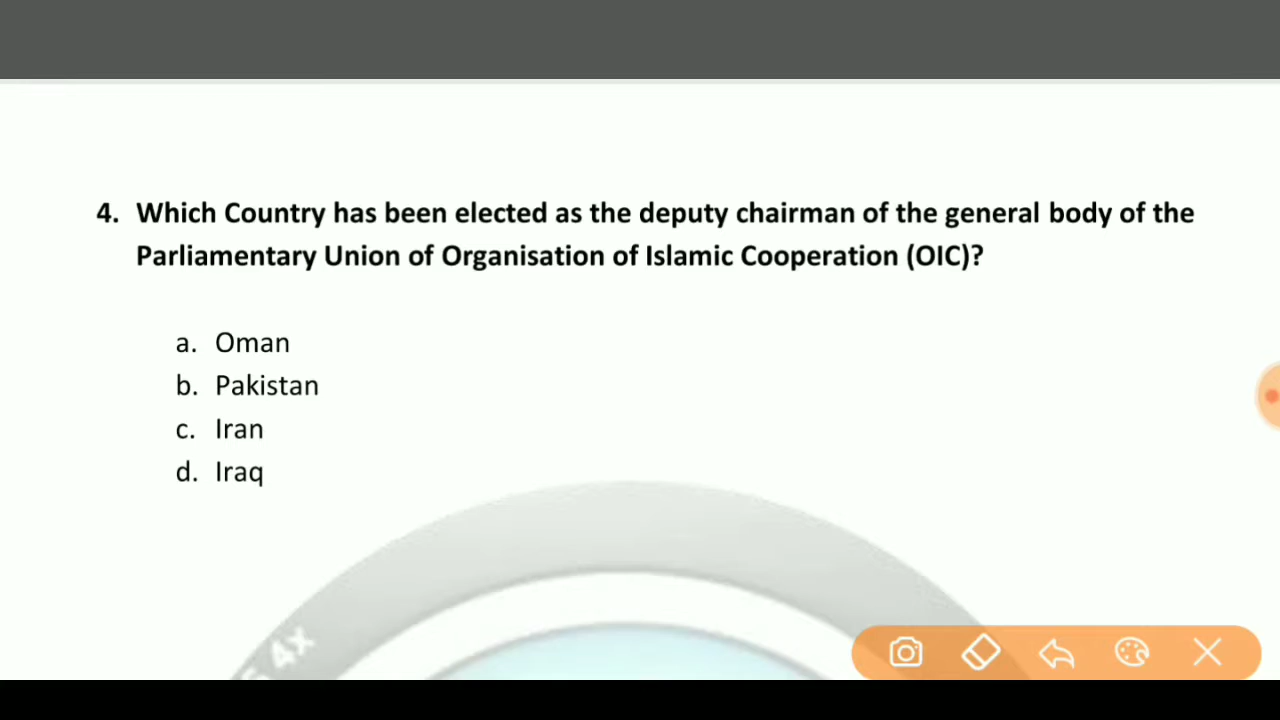 4. Which Country has been elected as the deputy chairman of the general body of the
Parliamentary Union of Organisation of Islamic Cooperation (OIC)?
a. Oman
b. Pakistan
c. Iran
d. Iraq
4x